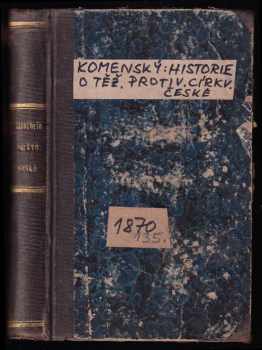 KOMENSKÝ: HISTORIE
O TĚŽ. PROTIV. CÍRKV.
ČESKÉ
1870
135.